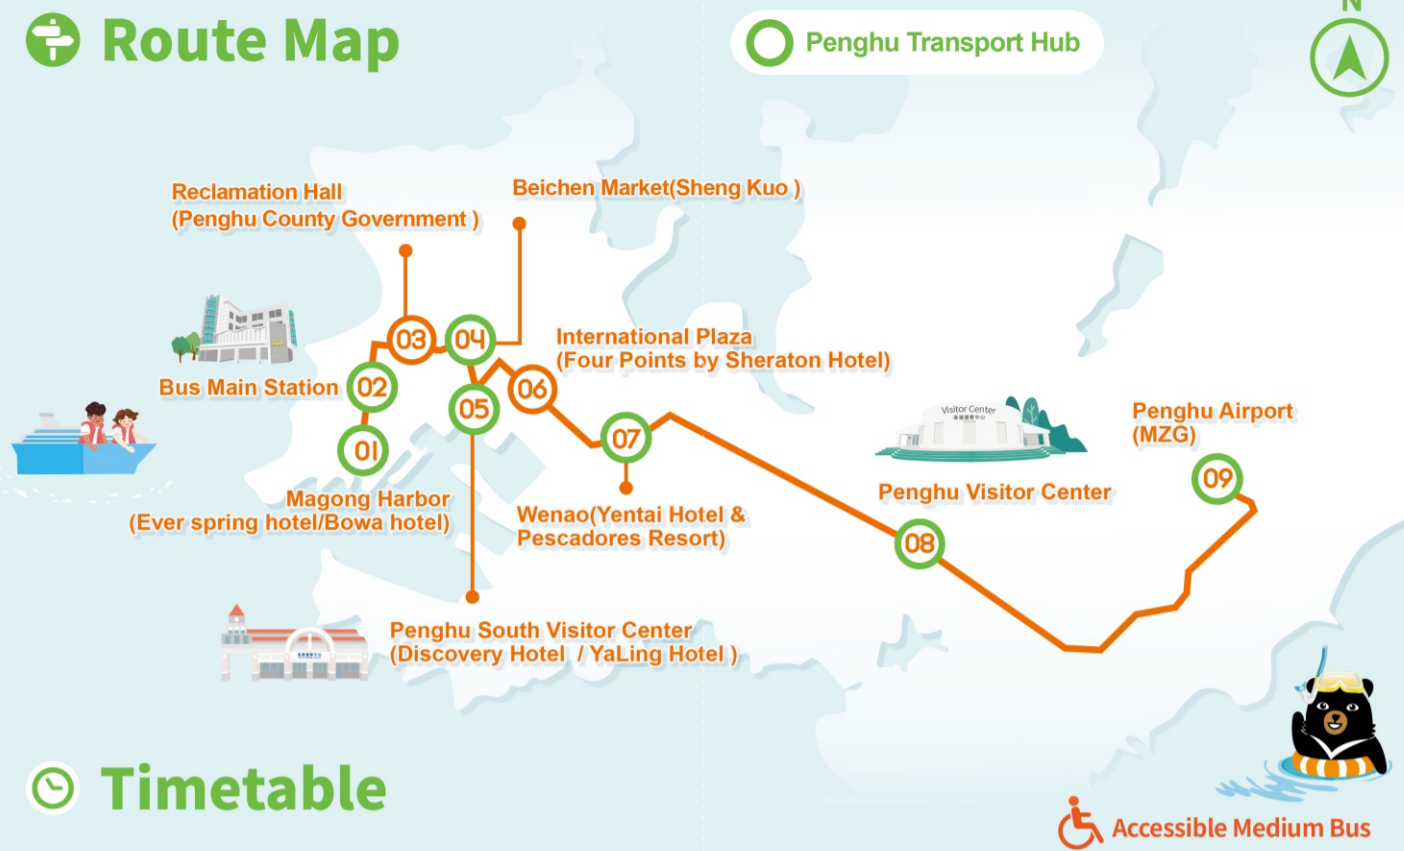 Route Map
Penghu Transport Hub
N
Reclamation Hall
(Penghu County Government )
Beichen Market(Sheng Kuo )
03
04
International Plaza
(Four Points by Sheraton Hotel)
Bus Main Station
02
06
05
01
07
Visitor Center
Penghu Airport
(MZG)
09
Magong Harbor
(Ever spring hotel/Bowa hotel)
Wenao(Yentai Hotel &
Pescadores Resort)
Penghu Visitor Center
08
Penghu South Visitor Center
(Discovery Hotel / YaLing Hotel )
Timetable
Accessible Medium Bus